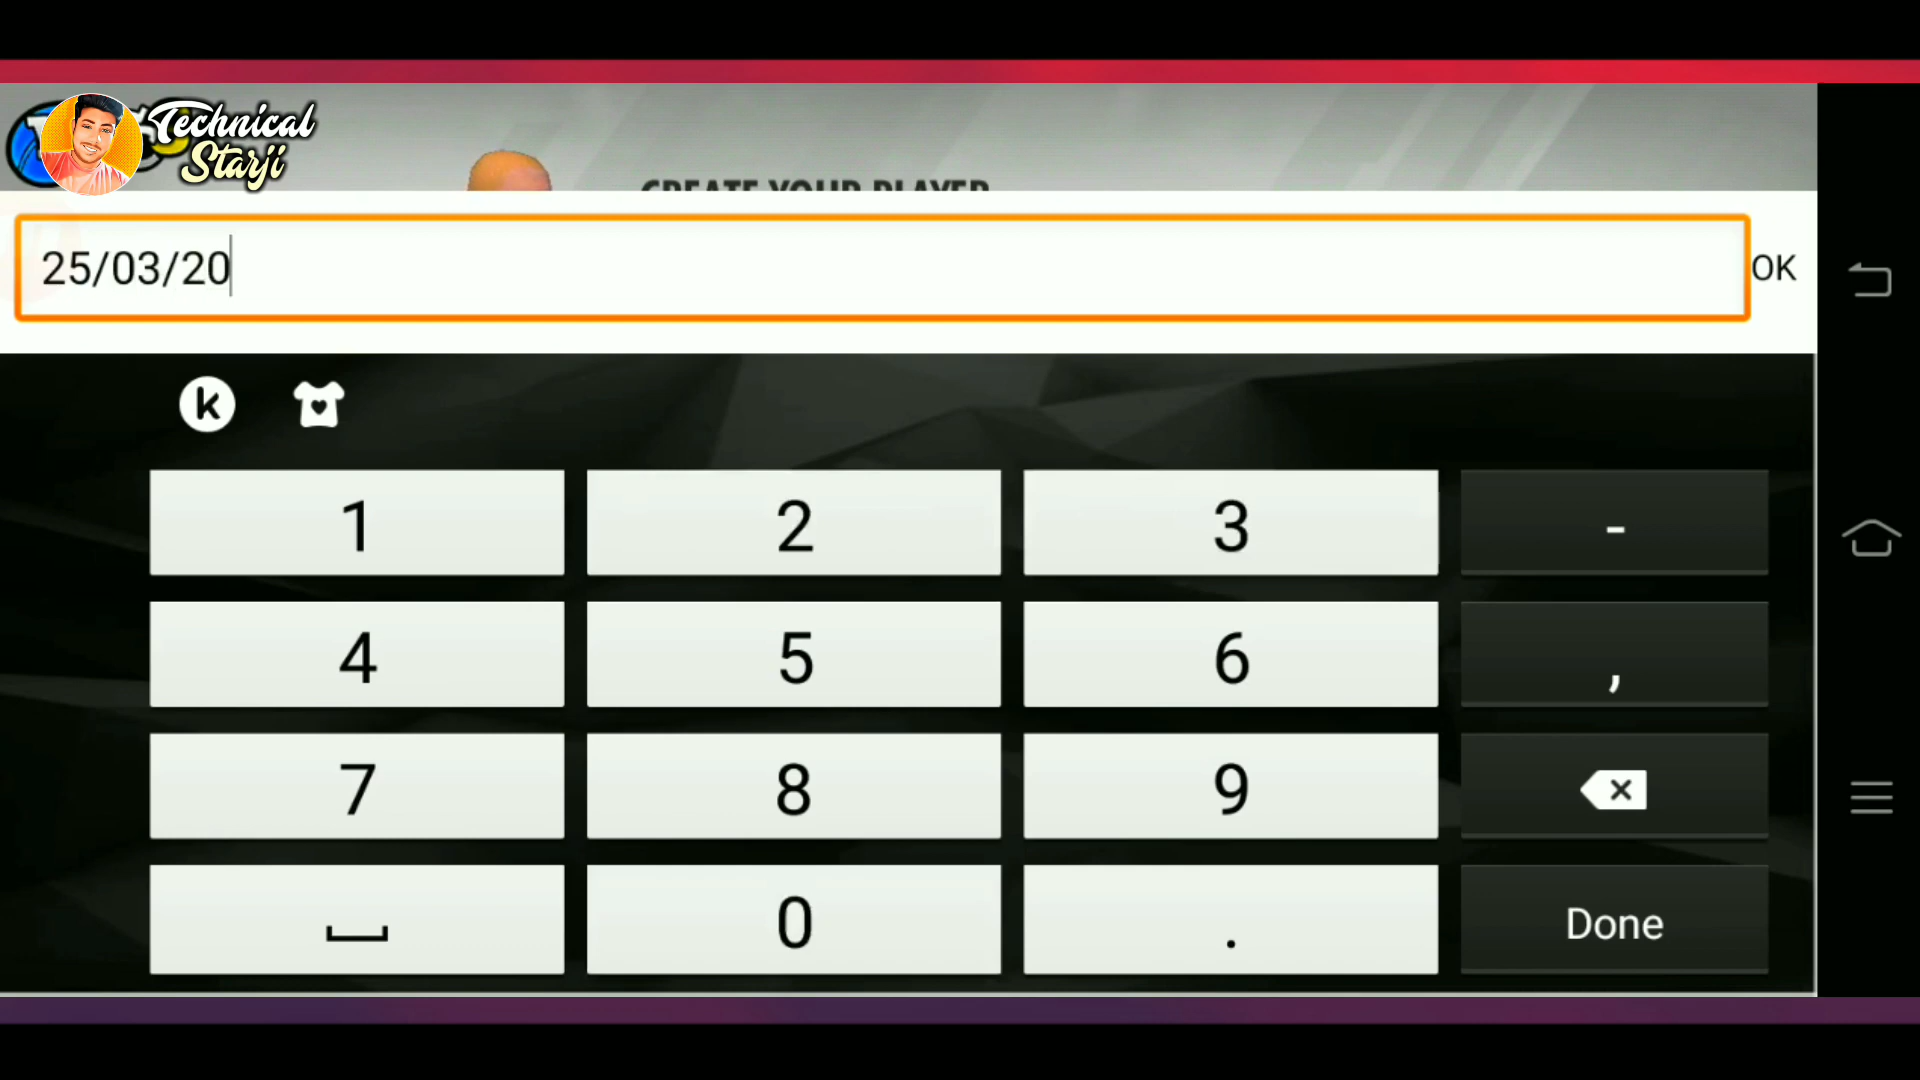 Technical
Starji
CREATE YOUR PLAYER
25/03/20
OK
k
1 2 3 -
4 5 6 ,
7 8 9
0 . Done